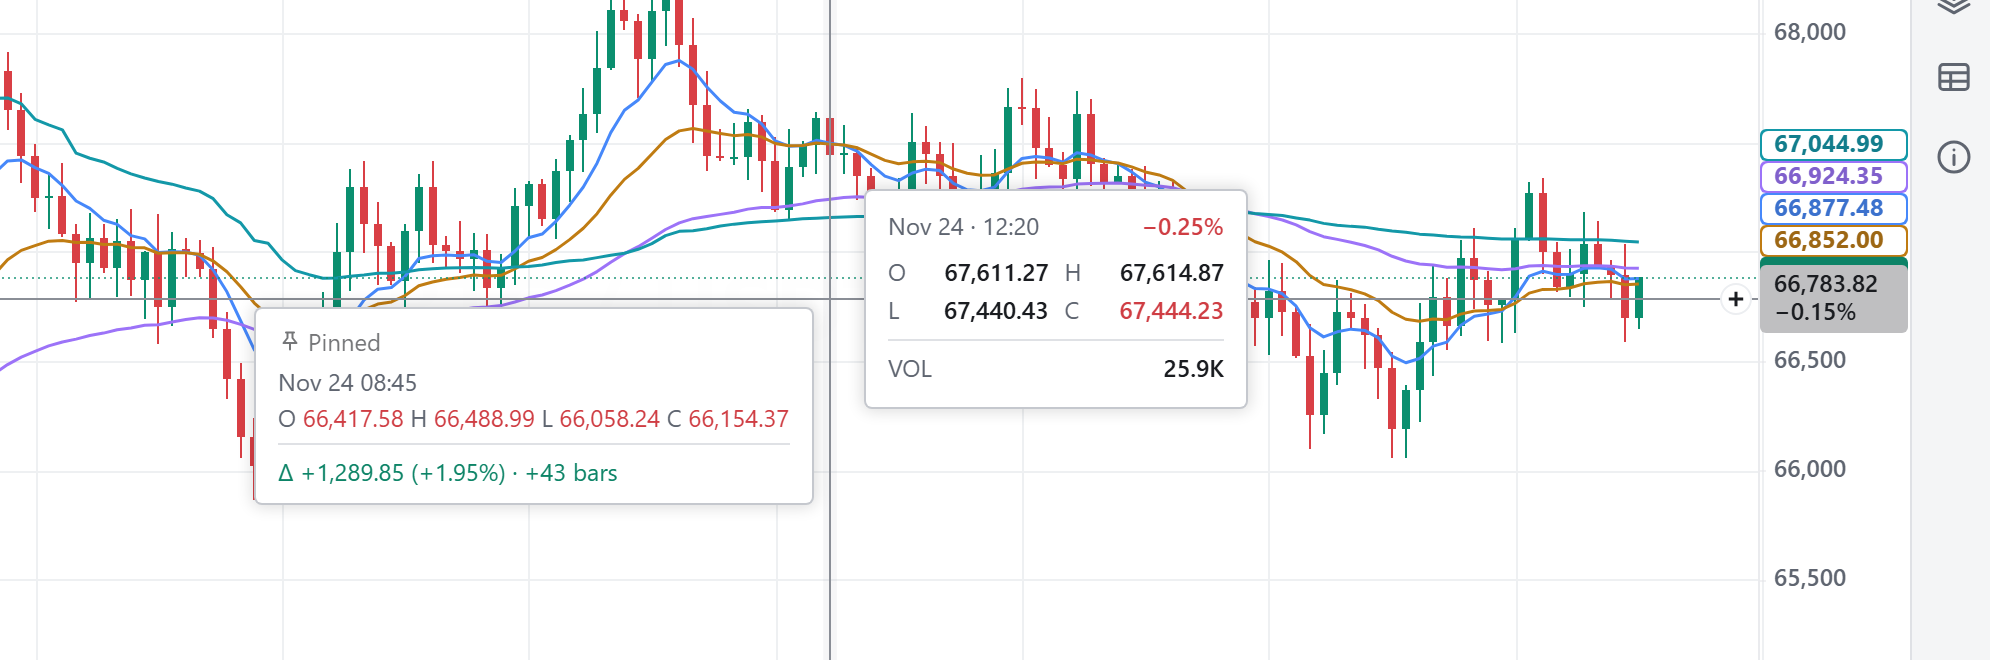 68,000
67,044.99
66,924.35
66,877.48
66,852.00
66,783.82
−0.15%
66,500
66,000
65,500
Nov 24 · 12:20 −0.25%
O 67,611.27 H 67,614.87
L 67,440.43 C 67,444.23
VOL 25.9K
Pinned
Nov 24 08:45
O 66,417.58 H 66,488.99 L 66,058.24 C 66,154.37
Δ +1,289.85 (+1.95%) · +43 bars